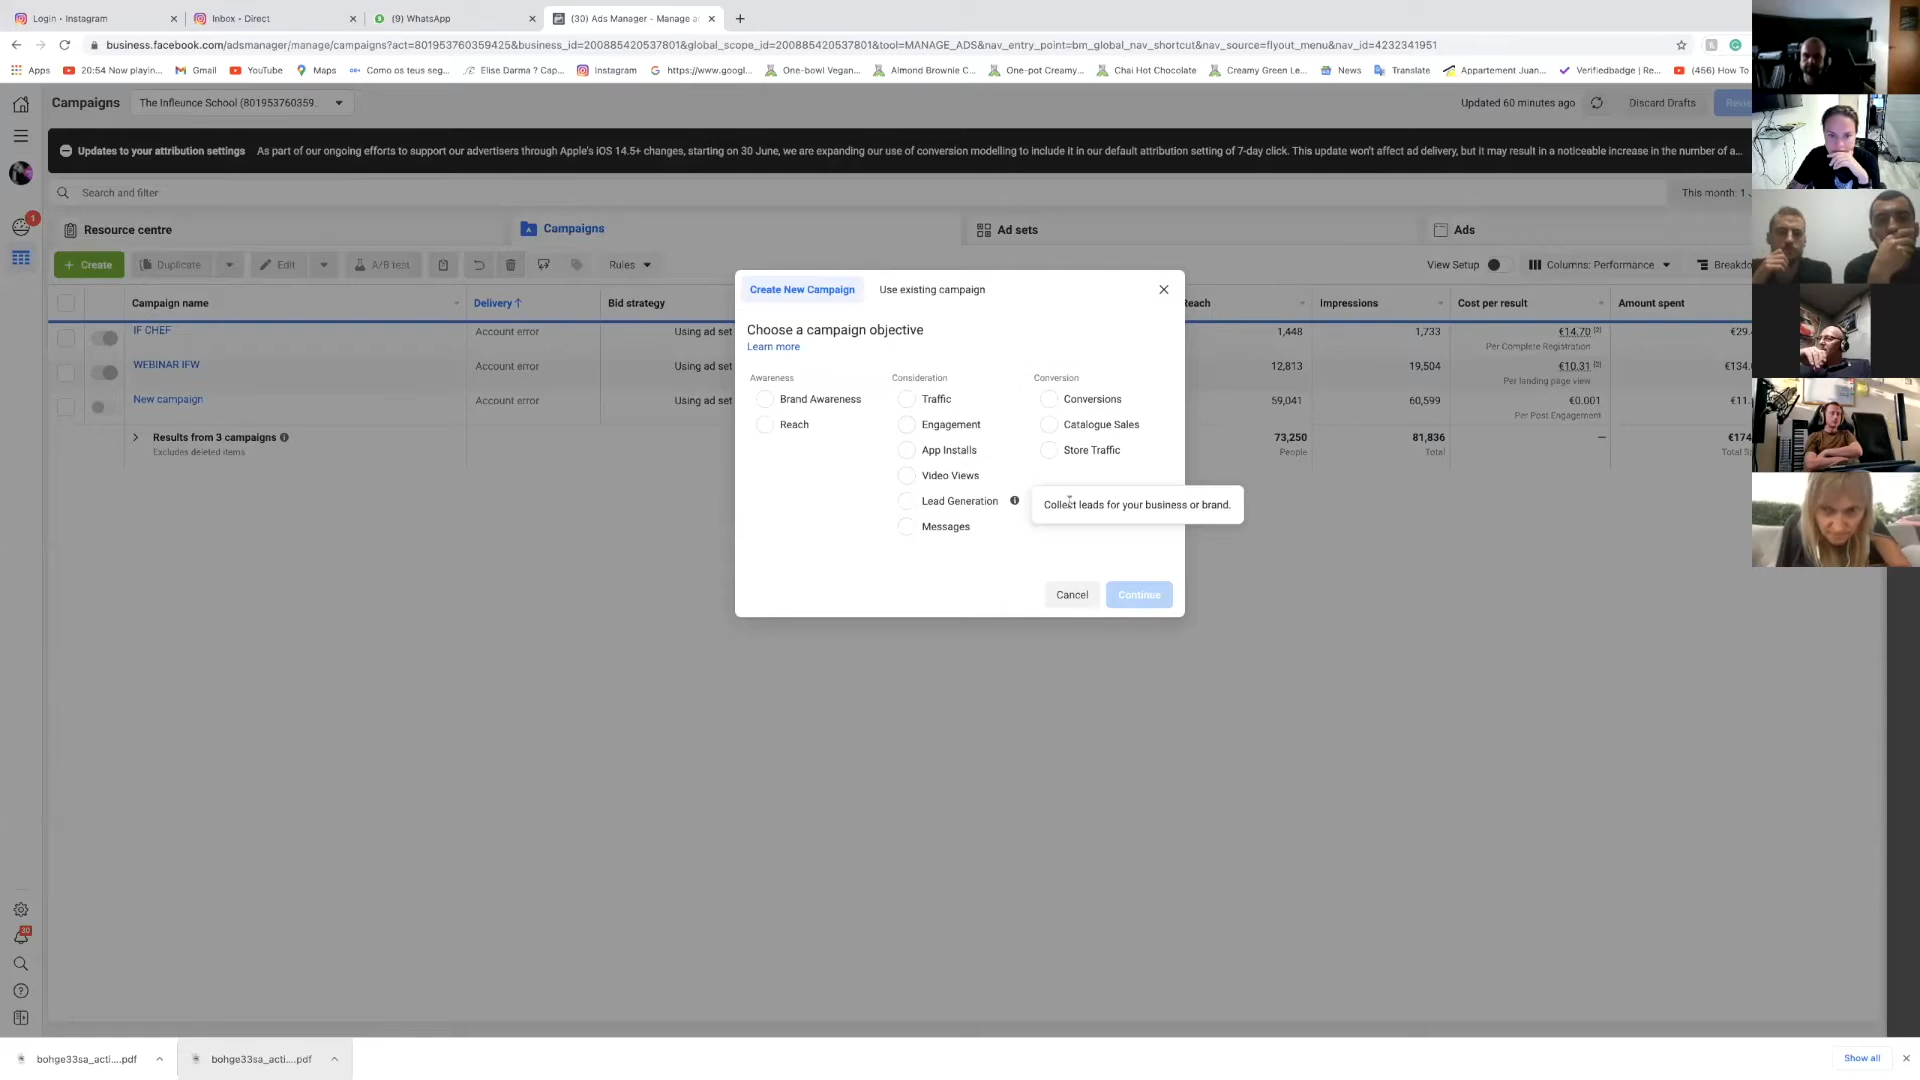 Login • Instagram
Inbox • Direct
(9) WhatsApp
(30) Ads Manager - Manage a
business.facebook.com/adsmanager/manage/campaigns?act=801953760359425&business_id=200885420537801&global_scope_id=200885420537801&tool=MANAGE_ADS&nav_entry_point=bm_global_nav_shortcut&nav_source=flyout_menu&nav_id=4232341951
Apps
20:54 Now playin...
Gmail
YouTube
Maps
Como os teus seg...
Elise Darma ? Cap...
Instagram
https://www.googl...
One-bowl Vegan...
Almond Brownie C...
One-pot Creamy...
Chai Hot Chocolate
Creamy Green Le...
News
Translate
Appartement Juan...
Verifiedbadge | Re...
(456) How To
Campaigns
The Infleunce School (801953760359...
Updated 60 minutes ago
Discard Drafts
Updates to your attribution settings As part of our ongoing efforts to support our advertisers through Apple's iOS 14.5+ changes, starting on 30 June, we are expanding our use of conversion modelling to include it in our default attribution setting of 7-day click. This update won't affect ad delivery, but it may result in a noticeable increase in the number of a...
Search and filter
This month: 1
1
Resource centre
Campaigns
Ad sets
Ads
+ Create
Duplicate
Edit
A/B test
Rules
View Setup
Columns: Performance
Breakdo
Campaign name
Delivery ↑
Bid strategy
Reach
Impressions
Cost per result
Amount spent
IF CHEF
Account error
Using ad set
1,448
1,733
€14.70 [2]
€29.
Per Complete Registration
WEBINAR IFW
Account error
Using ad set
12,813
19,504
€10.31 [2]
€134.
Per landing page view
New campaign
Account error
Using ad set
59,041
60,599
€0.001
€11.
Per Post Engagement
Results from 3 campaigns
Excludes deleted items
73,250
People
81,836
Total
—
€174
Total S
Create New Campaign
Use existing campaign
Choose a campaign objective
Learn more
Awareness
Brand Awareness
Reach
Consideration
Traffic
Engagement
App Installs
Video Views
Lead Generation
Messages
Conversion
Conversions
Catalogue Sales
Store Traffic
Collect leads for your business or brand.
Cancel
Continue
30
bohge33sa_acti....pdf
bohge33sa_acti....pdf
Show all